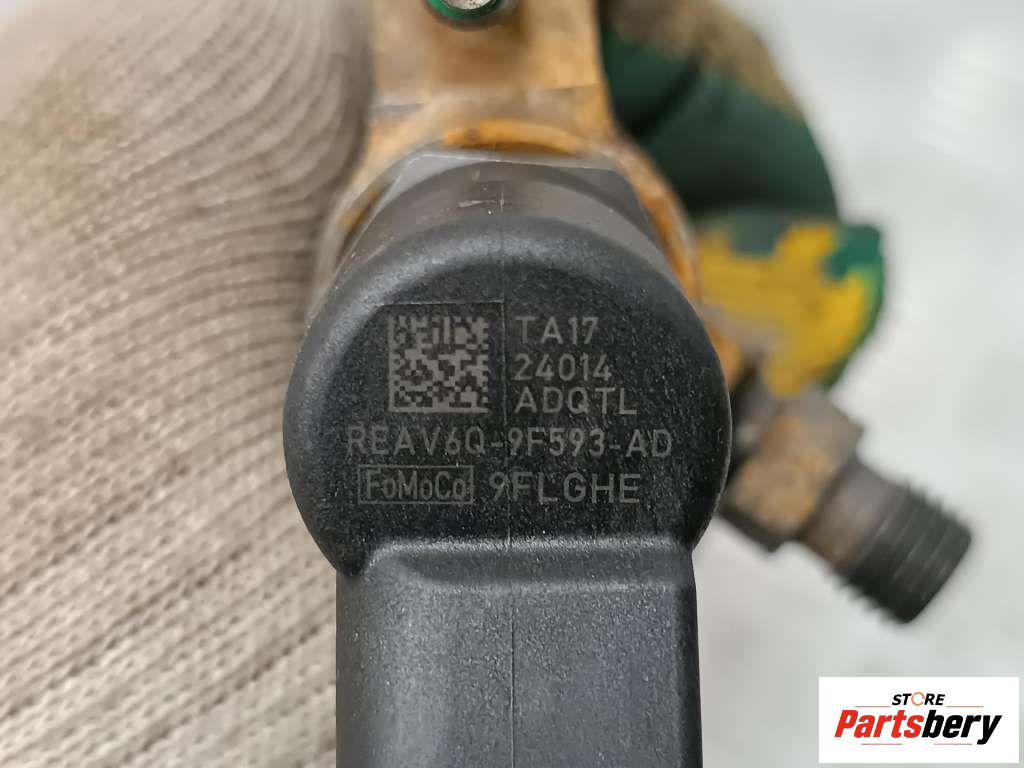 TA17
24014
ADQTL
REAV6Q-9F593-AD
FoMoCo 9FLGHE
STORE
Partsbery